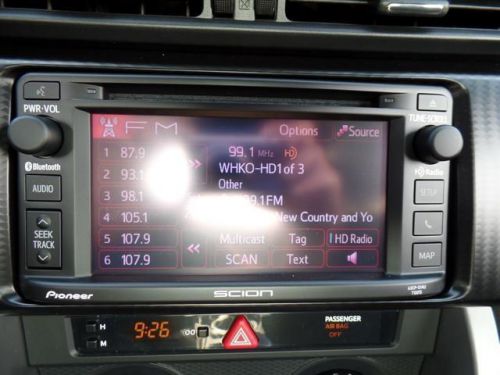 PWR·VOL
TUNE·SCROLL
FM
Options
Source
1 87.9
2 93.1
3 98.1
4 105.1
5 107.9
6 107.9
99.1 MHz
WHKO-HD1 of 3
Other
99.1FM
New Country and Yo
Multicast
Tag
HD Radio
SCAN
Text
Bluetooth
AUDIO
SEEK
TRACK
HD Radio
SETUP
MAP
Pioneer
SCION
H
M
9:26
PASSENGER
AIR BAG
OFF